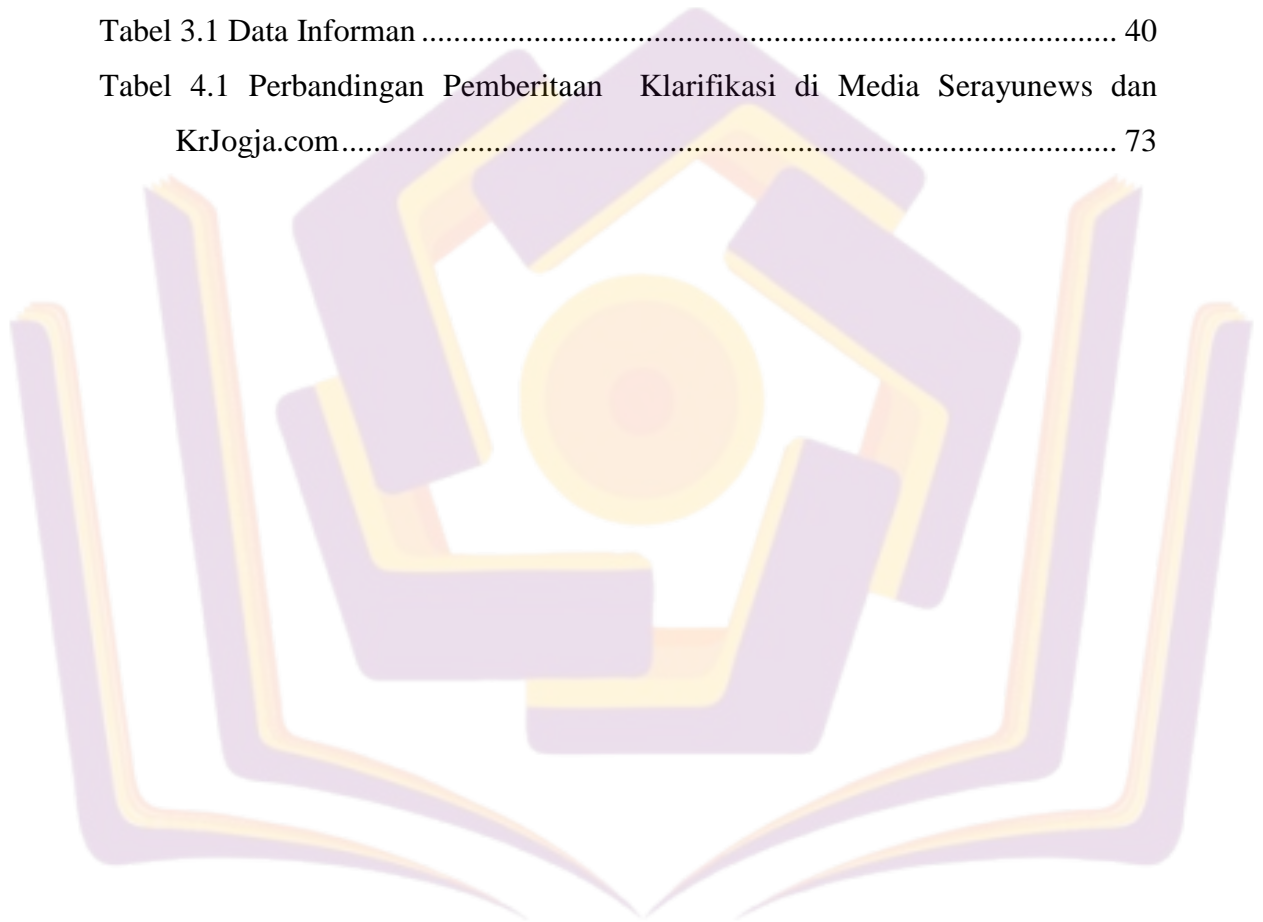 Tabel 3.1 Data Informan ...................................................................................... 40
Tabel 4.1 Perbandingan Pemberitaan Klarifikasi di Media Serayunews dan
KrJogja.com................................................................................................ 73